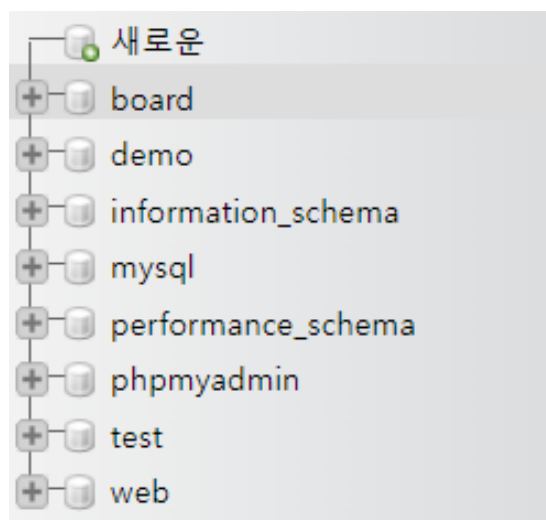 새로운
board
demo
information_schema
mysql
performance_schema
phpmyadmin
test
web